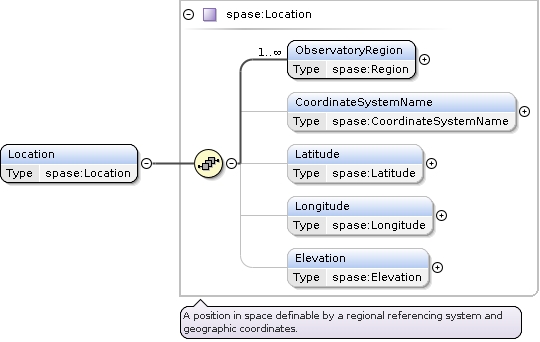 spase:Location
1..∞
ObservatoryRegion
Type spase:Region
CoordinateSystemName
Type spase:CoordinateSystemName
Location
Type spase:Location
Latitude
Type spase:Latitude
Longitude
Type spase:Longitude
Elevation
Type spase:Elevation
A position in space definable by a regional referencing system and
geographic coordinates.